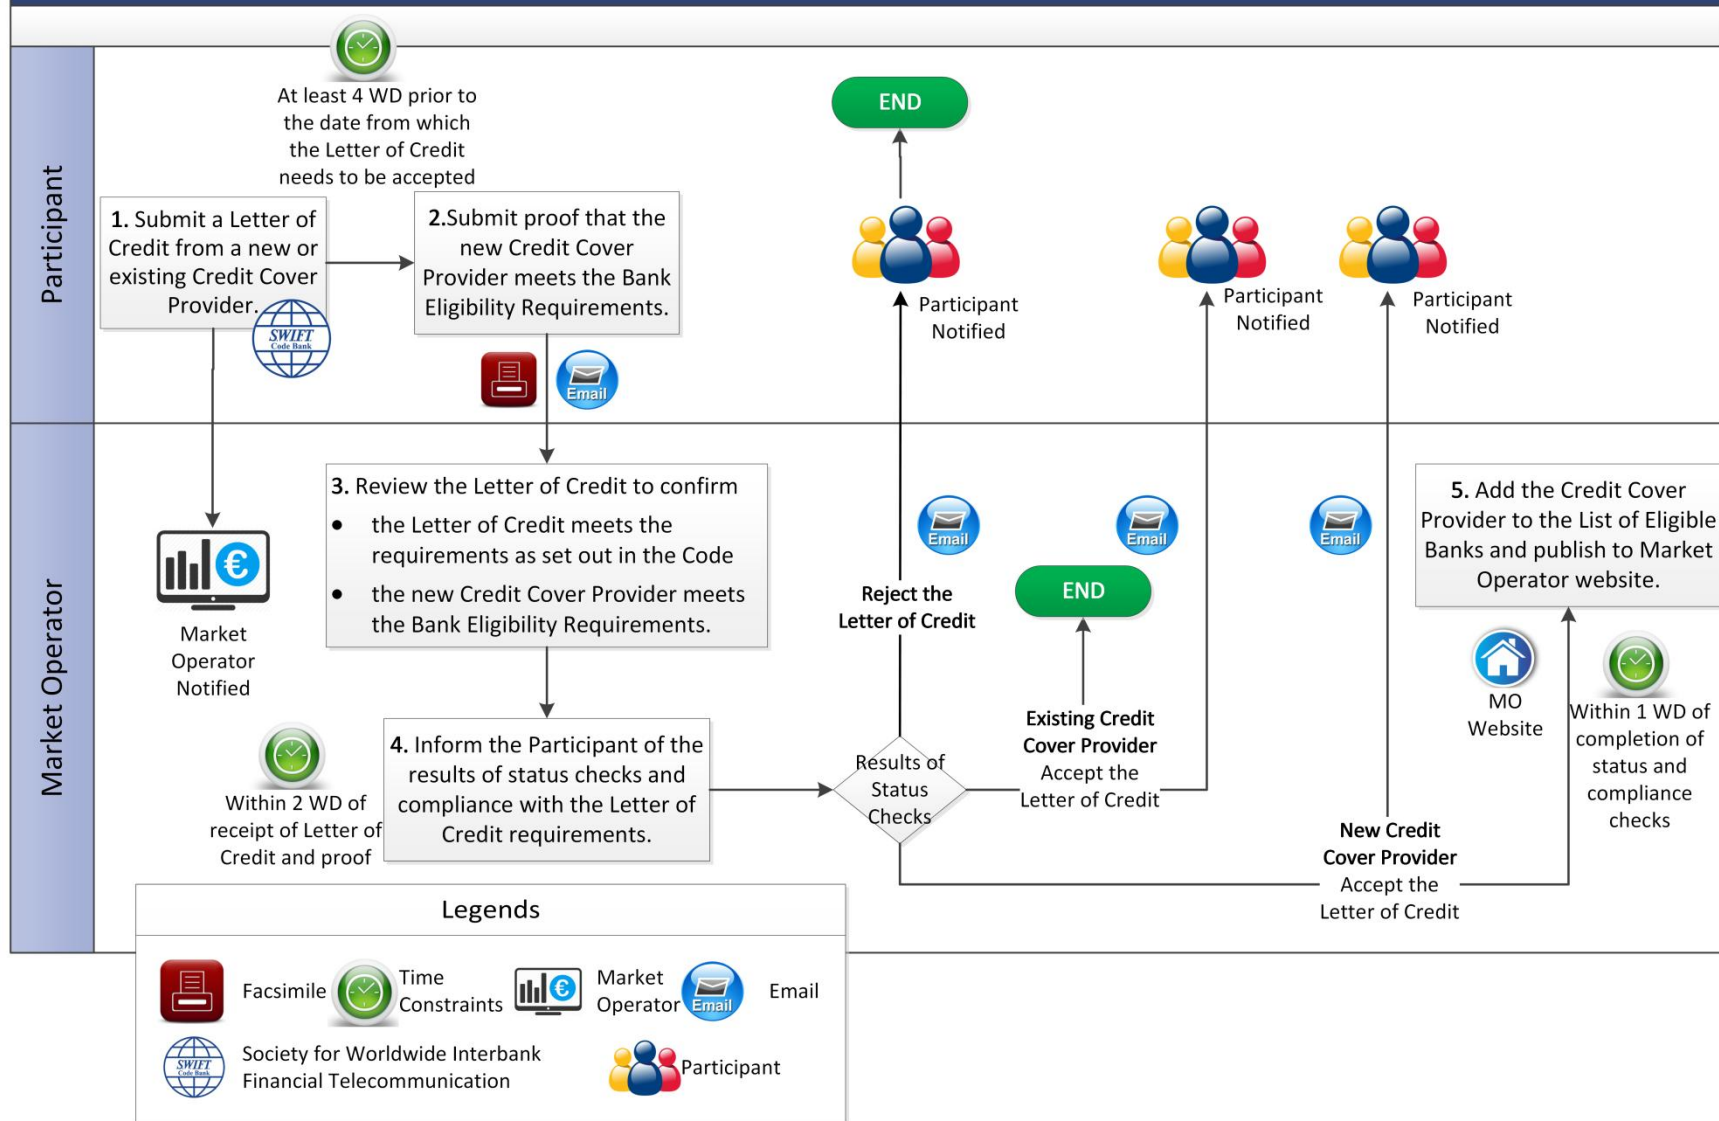 Participant
At least 4 WD prior to
the date from which
the Letter of Credit
needs to be accepted
1. Submit a Letter of
Credit from a new or
existing Credit Cover
Provider.
SWIFT
Code Bank
2.Submit proof that the
new Credit Cover
Provider meets the Bank
Eligibility Requirements.
Email
END
Participant
Notified
Participant
Notified
Participant
Notified
Market Operator
Market
Operator
Notified
3. Review the Letter of Credit to confirm
• the Letter of Credit meets the
requirements as set out in the Code
• the new Credit Cover Provider meets
the Bank Eligibility Requirements.
Within 2 WD of
receipt of Letter of
Credit and proof
4. Inform the Participant of the
results of status checks and
compliance with the Letter of
Credit requirements.
Results of
Status
Checks
Email
Reject the
Letter of Credit
Email
END
Existing Credit
Cover Provider
Accept the
Letter of Credit
Email
New Credit
Cover Provider
Accept the
Letter of Credit
5. Add the Credit Cover
Provider to the List of Eligible
Banks and publish to Market
Operator website.
MO
Website
Within 1 WD of
completion of
status and
compliance
checks
Legends
Facsimile
Time
Constraints
Market
Operator
Email
Email
SWIFT
Code Bank
Society for Worldwide Interbank
Financial Telecommunication
Participant